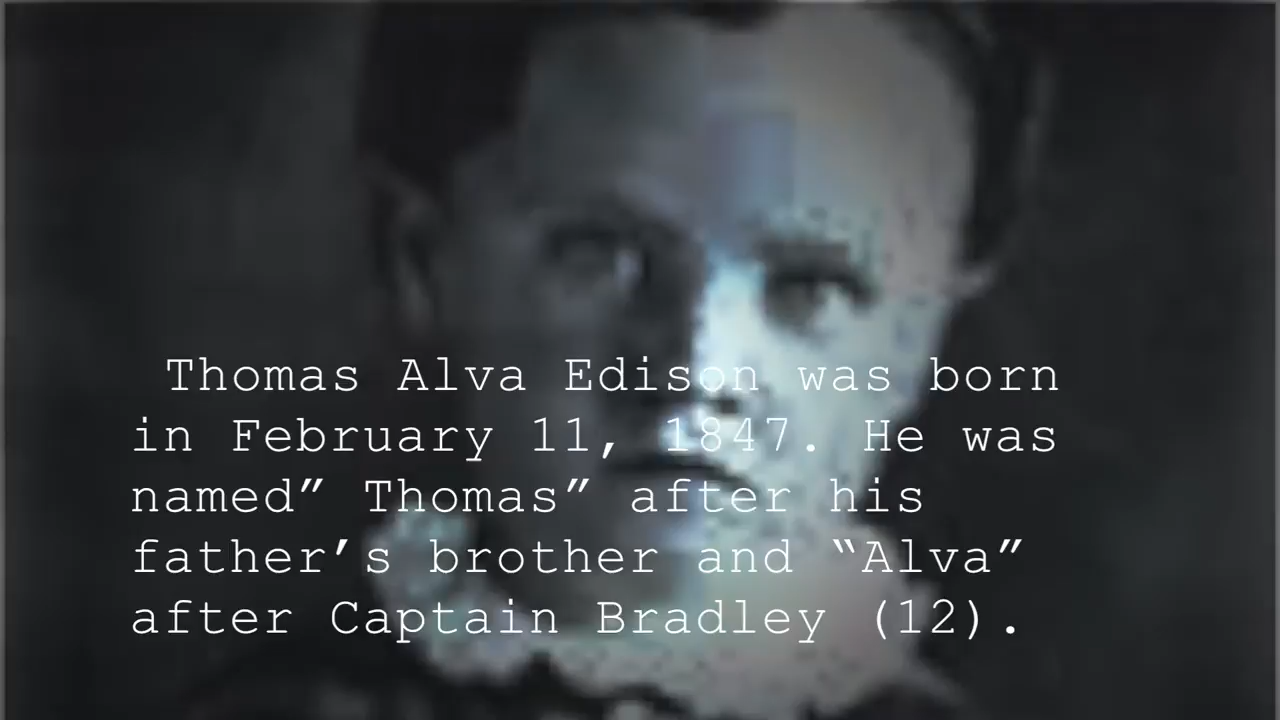 Thomas Alva Edison was born
in February 11, 1847. He was
named” Thomas” after his
father’s brother and “Alva”
after Captain Bradley (12).